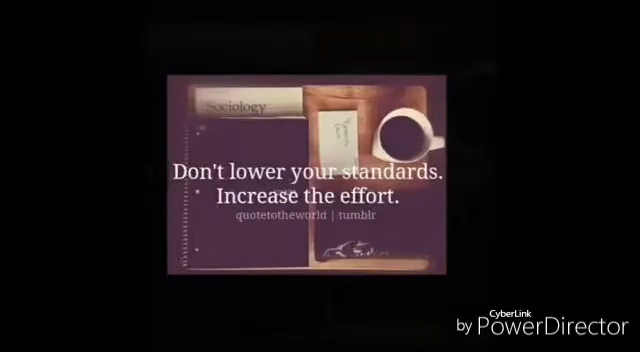 Sociology
Don't lower your standards.
Increase the effort.
quotetotheworld | tumblr
CyberLink
by PowerDirector